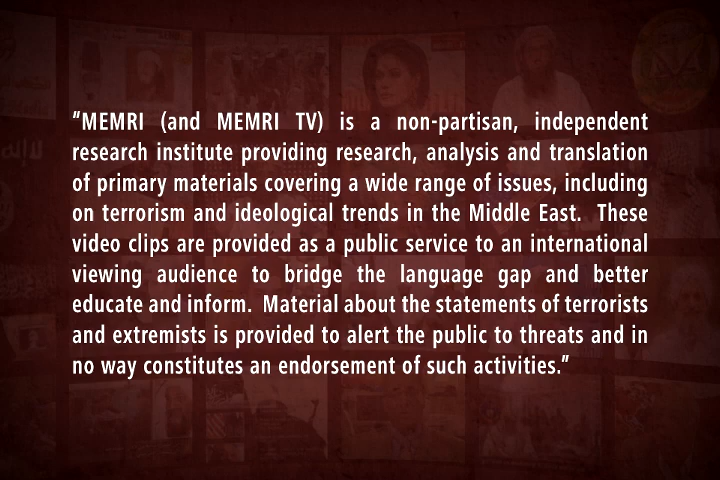 "MEMRI (and MEMRI TV) is a non-partisan, independent
research institute providing research, analysis and translation
of primary materials covering a wide range of issues, including
on terrorism and ideological trends in the Middle East.  These
video clips are provided as a public service to an international
viewing audience to bridge the language gap and better
educate and inform.  Material about the statements of terrorists
and extremists is provided to alert the public to threats and in
no way constitutes an endorsement of such activities."